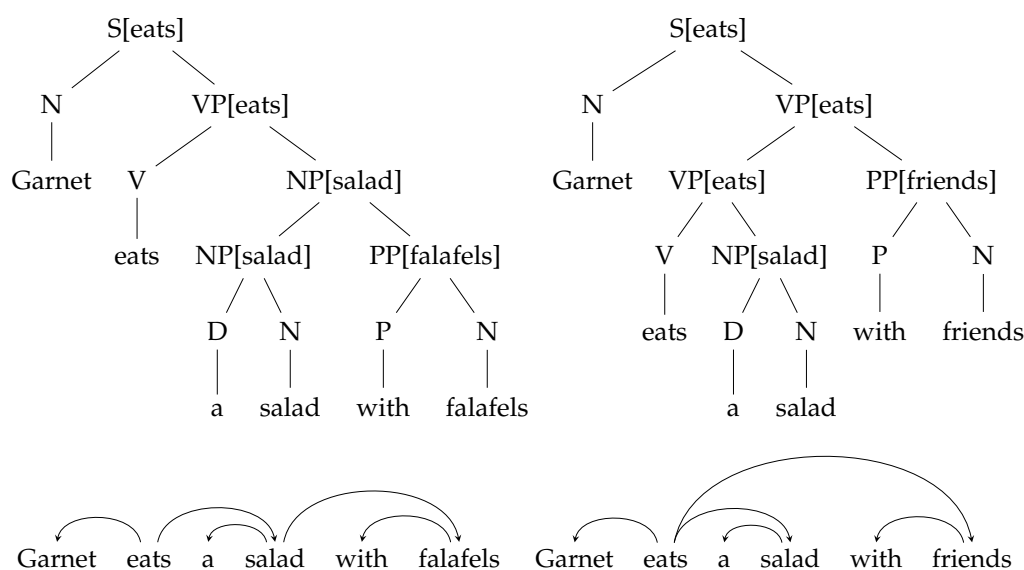 S[eats] S[eats]
N VP[eats] N VP[eats]
Garnet V NP[salad] Garnet VP[eats] PP[friends]
eats NP[salad] PP[falafels] V NP[salad] P N
D N P N eats D N with friends
a salad with falafels a salad
Garnet eats a salad with falafels Garnet eats a salad with friends